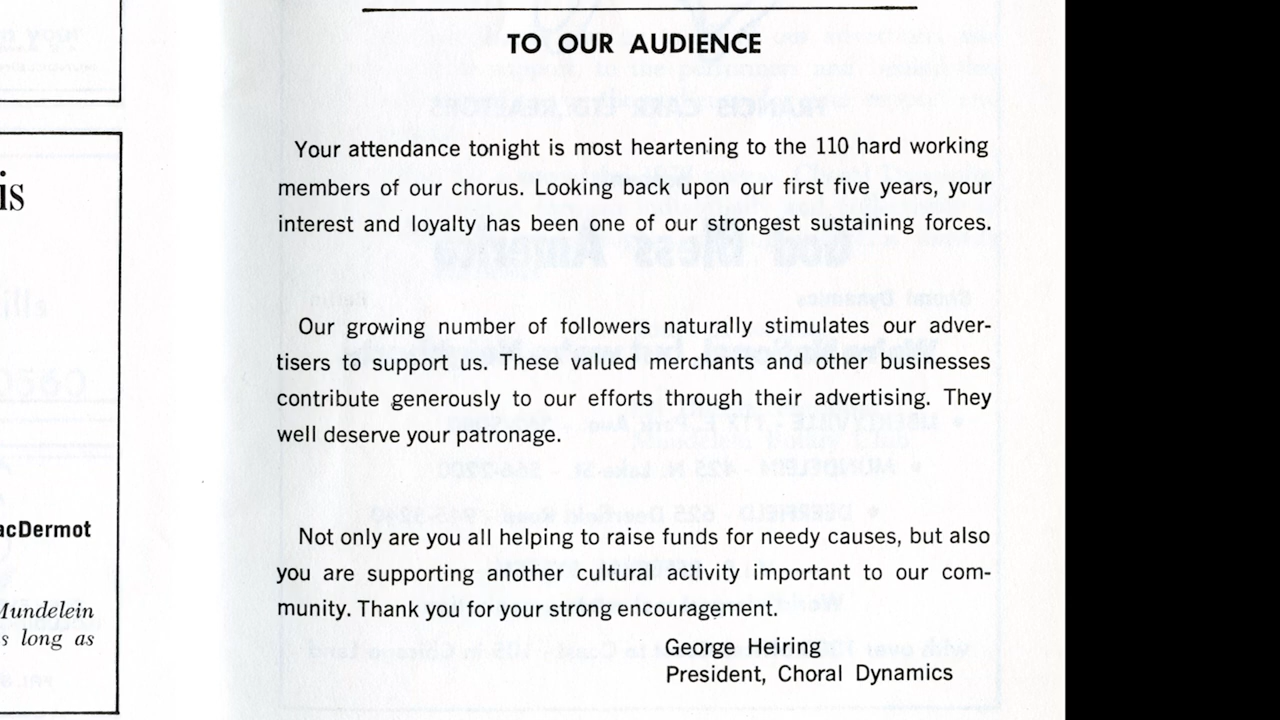 TO OUR AUDIENCE
Your attendance tonight is most heartening to the 110 hard working
members of our chorus. Looking back upon our first five years, your
interest and loyalty has been one of our strongest sustaining forces.
Our growing number of followers naturally stimulates our adver-
tisers to support us. These valued merchants and other businesses
contribute generously to our efforts through their advertising. They
well deserve your patronage.
Not only are you all helping to raise funds for needy causes, but also
you are supporting another cultural activity important to our com-
munity. Thank you for your strong encouragement.
George Heiring
President, Choral Dynamics
is
acDermot
Mundelein
s long as